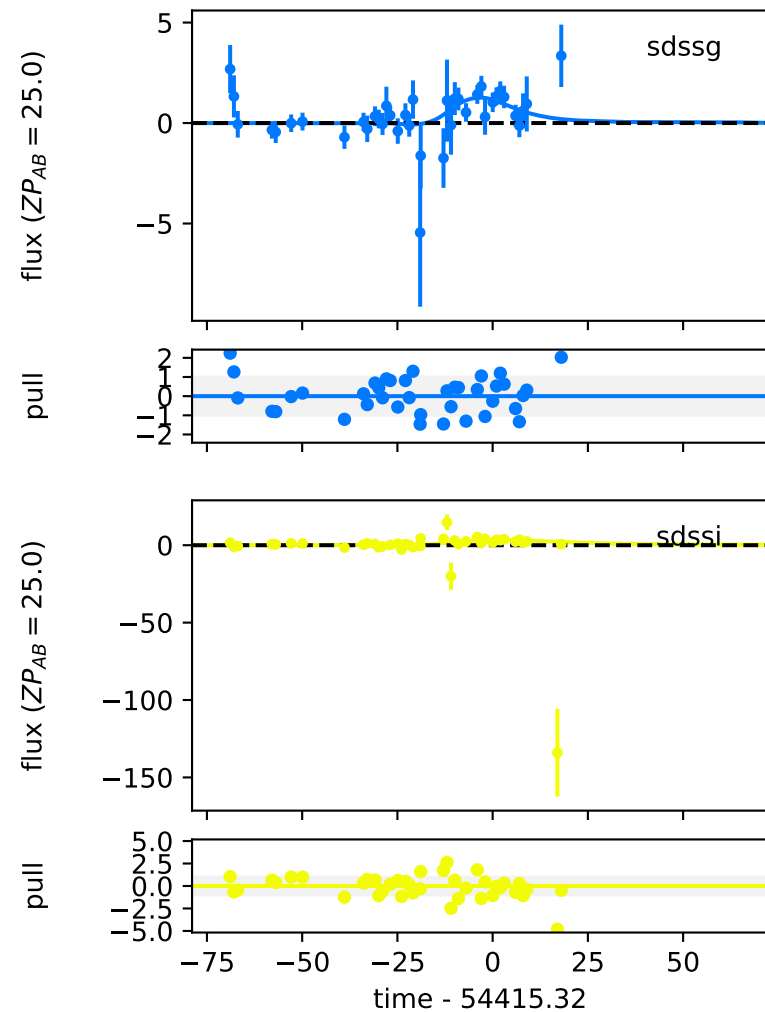 5
0
−5
flux (ZP_AB = 25.0)
sdssg
2
1
0
−1
−2
pull
0
−50
−100
−150
flux (ZP_AB = 25.0)
sdssi
5.0
2.5
0.0
−2.5
−5.0
pull
−75 −50 −25 0 25 50
time - 54415.32